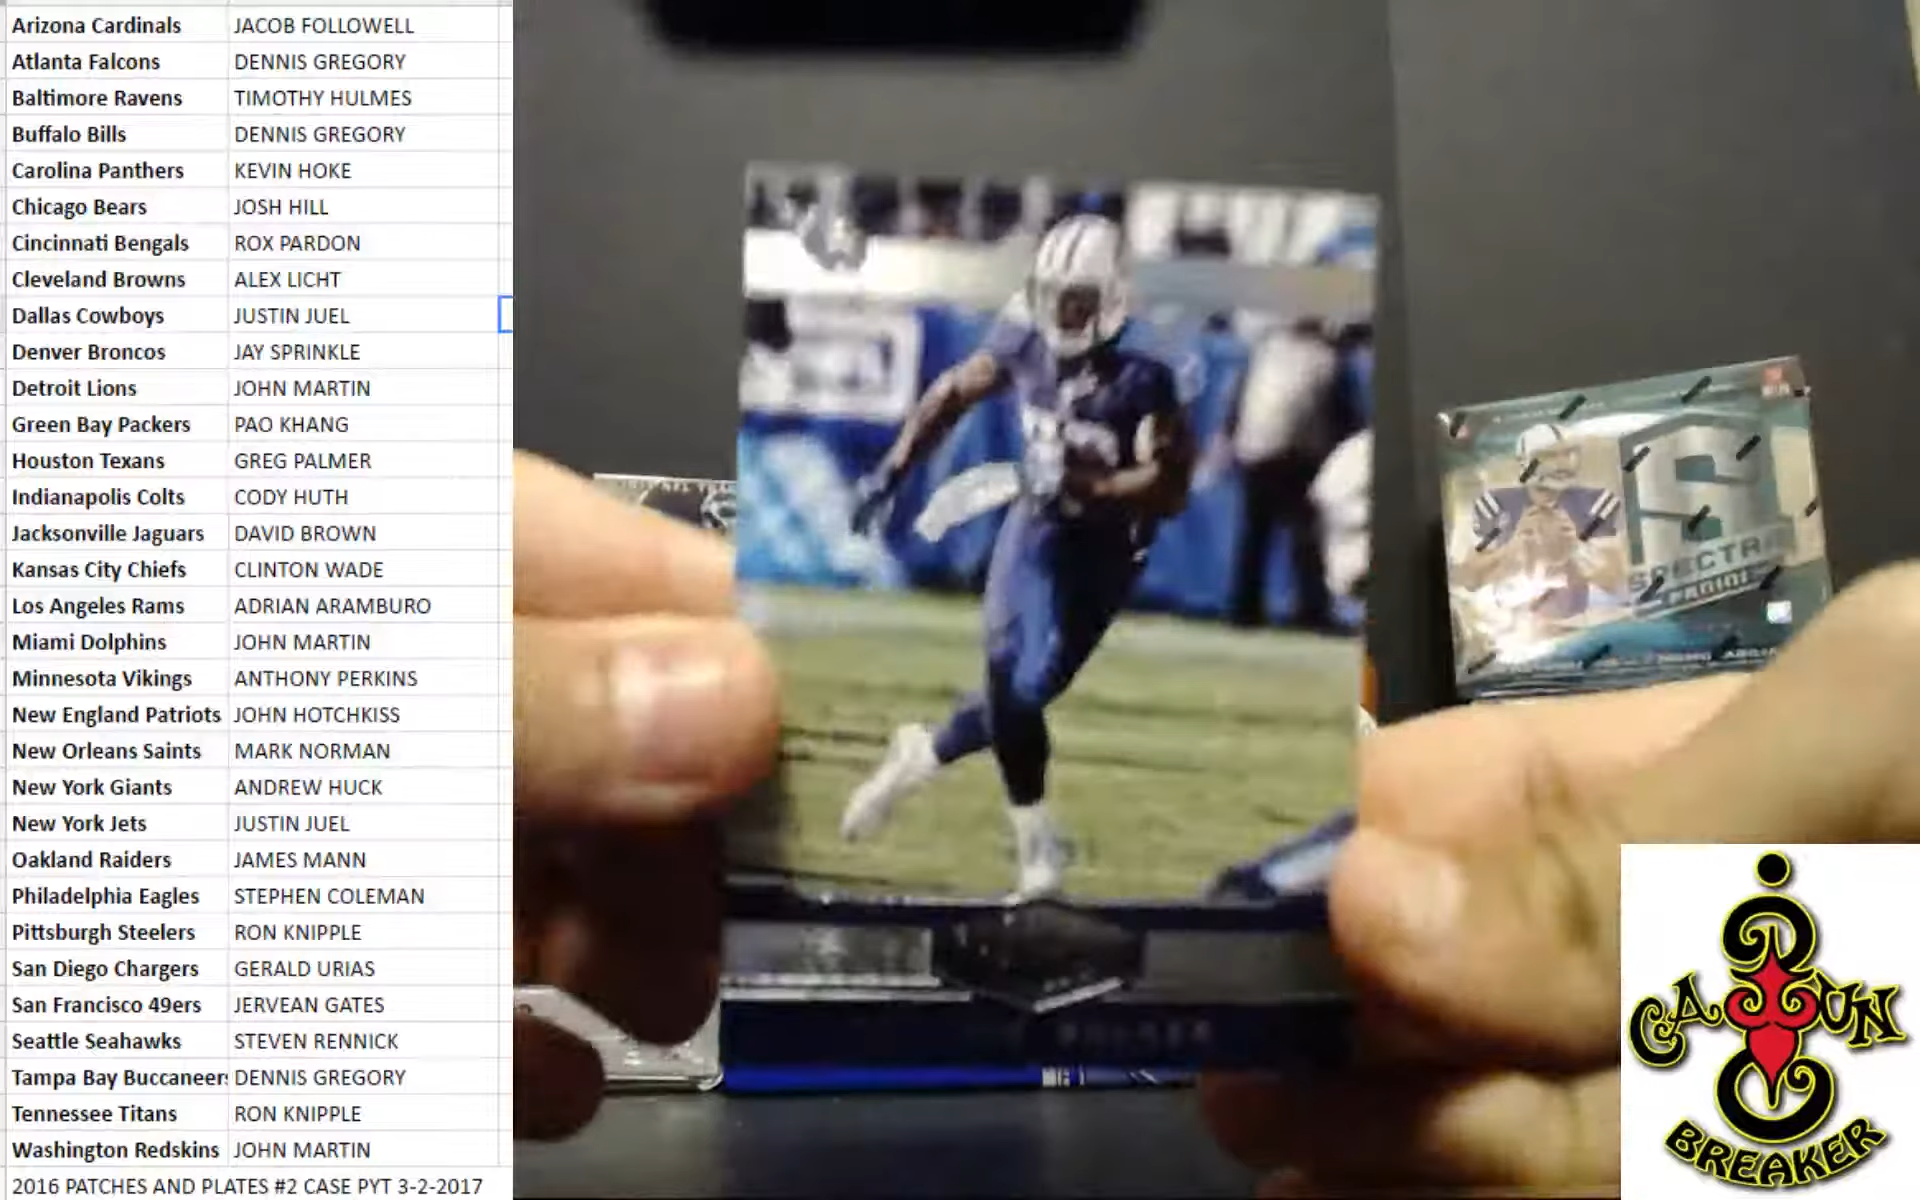 Arizona Cardinals JACOB FOLLOWELL
Atlanta Falcons DENNIS GREGORY
Baltimore Ravens TIMOTHY HULMES
Buffalo Bills DENNIS GREGORY
Carolina Panthers KEVIN HOKE
Chicago Bears JOSH HILL
Cincinnati Bengals ROX PARDON
Cleveland Browns ALEX LICHT
Dallas Cowboys JUSTIN JUEL
Denver Broncos JAY SPRINKLE
Detroit Lions JOHN MARTIN
Green Bay Packers PAO KHANG
Houston Texans GREG PALMER
Indianapolis Colts CODY HUTH
Jacksonville Jaguars DAVID BROWN
Kansas City Chiefs CLINTON WADE
Los Angeles Rams ADRIAN ARAMBURO
Miami Dolphins JOHN MARTIN
Minnesota Vikings ANTHONY PERKINS
New England Patriots JOHN HOTCHKISS
New Orleans Saints MARK NORMAN
New York Giants ANDREW HUCK
New York Jets JUSTIN JUEL
Oakland Raiders JAMES MANN
Philadelphia Eagles STEPHEN COLEMAN
Pittsburgh Steelers RON KNIPPLE
San Diego Chargers GERALD URIAS
San Francisco 49ers JERVEAN GATES
Seattle Seahawks STEVEN RENNICK
Tampa Bay Buccaneers DENNIS GREGORY
Tennessee Titans RON KNIPPLE
Washington Redskins JOHN MARTIN
2016 PATCHES AND PLATES #2 CASE PYT 3-2-2017
S
SPECTRA
PANINI
CAJUN
BREAKER